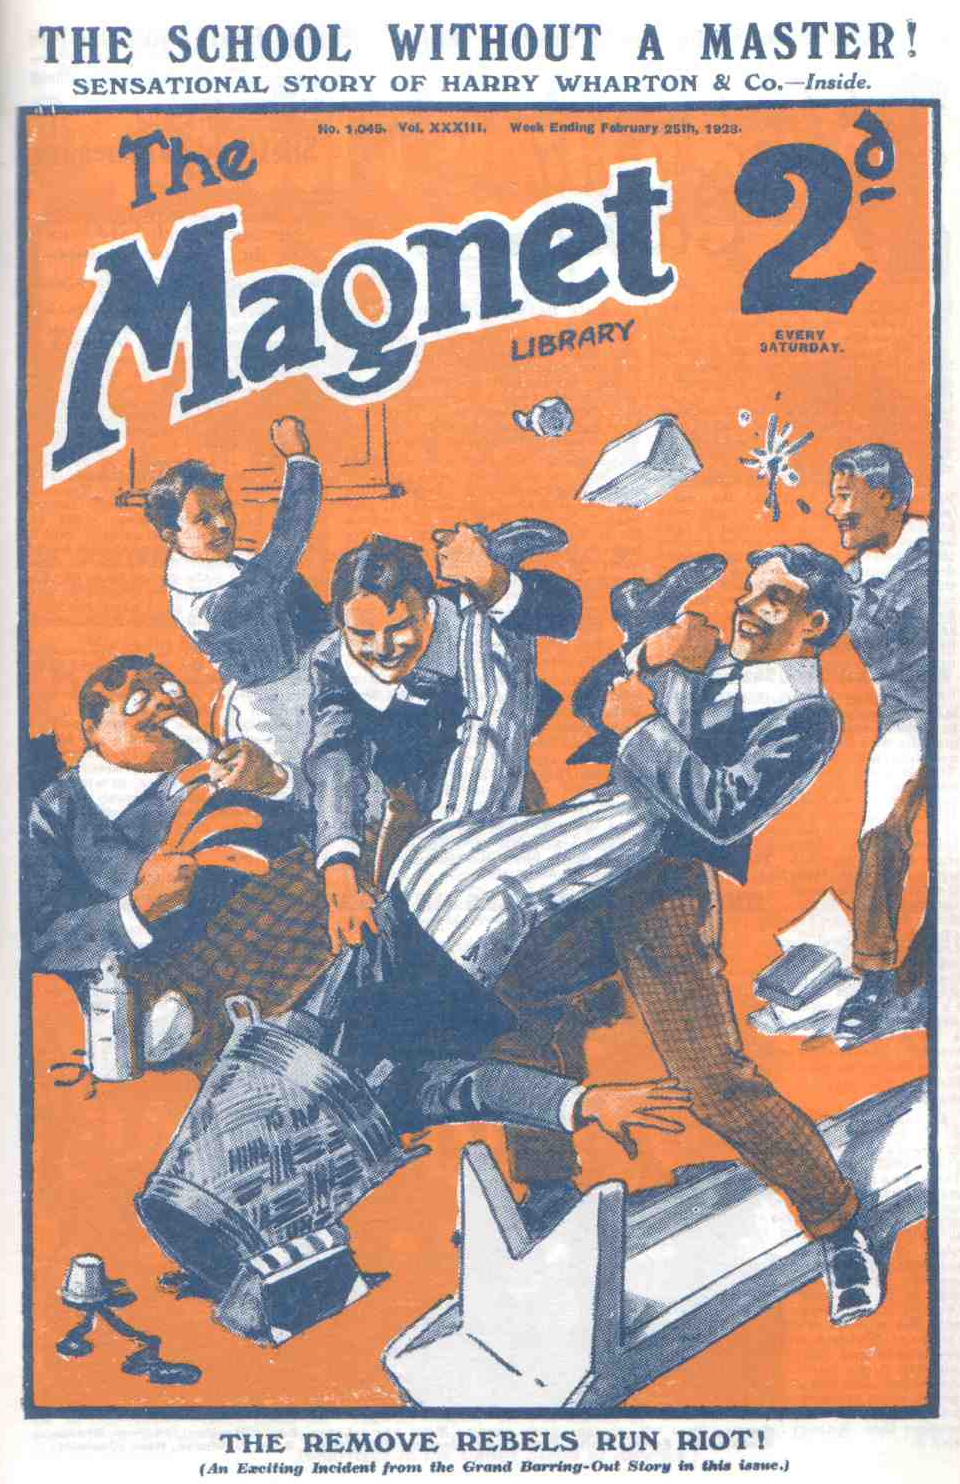 THE SCHOOL WITHOUT A MASTER!
SENSATIONAL STORY OF HARRY WHARTON & Co.—Inside.
No. 1,045. Vol. XXXIII. Week Ending February 25th, 1928.
The
Magnet
LIBRARY
2d
EVERY
SATURDAY.
THE REMOVE REBELS RUN RIOT!
(An Exciting Incident from the Grand Barring-Out Story in this issue.)